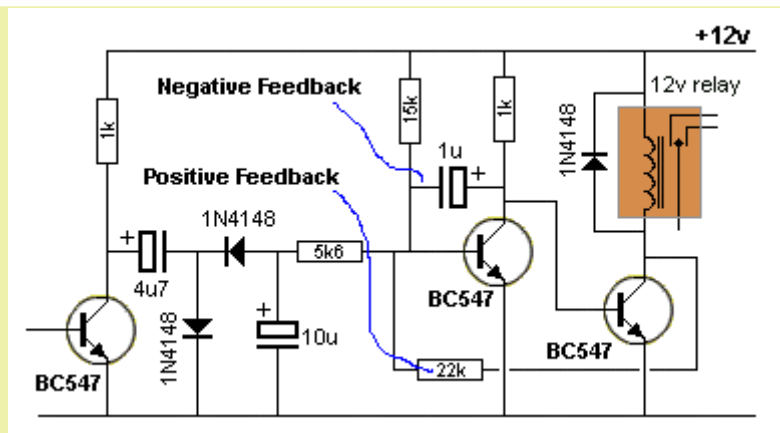 +12v
Negative Feedback
12v relay
1k
15k
1k
1N4148
1u
+
Positive Feedback
1N4148
+
4u7
5k6
BC547
1N4148
+
10u
BC547
BC547
22k